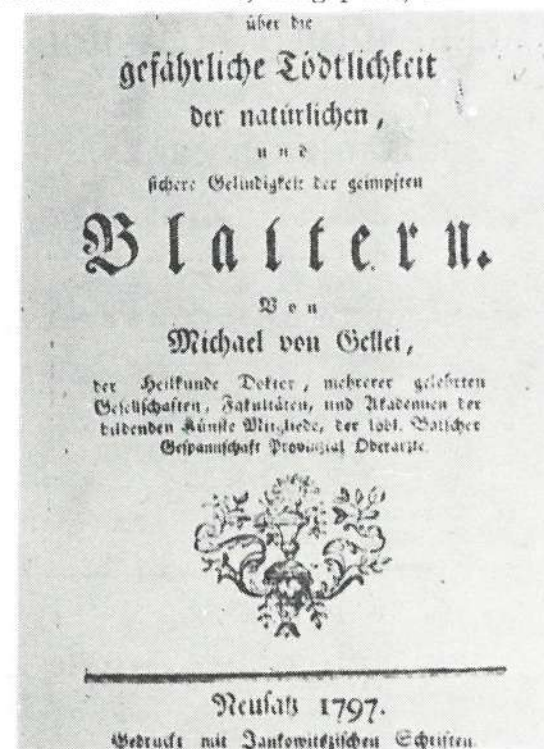 über die
gefährliche Tödtlichkeit
der natürlichen,
und
sichere Gelindigkeit der geimpften
Blattern.
Von
Michael von Gellei,
der Heilkunde Dokter, mehrerer gelehrten
Gesellschaften, Fakultäten, und Akademien der
bildenden Künste Mitgliede, der lobl. Batscher
Gespannschaft Provinzial Oberarzte.
Neusatz 1797.
Gedruckt mit Jankowitzischen Schriften.